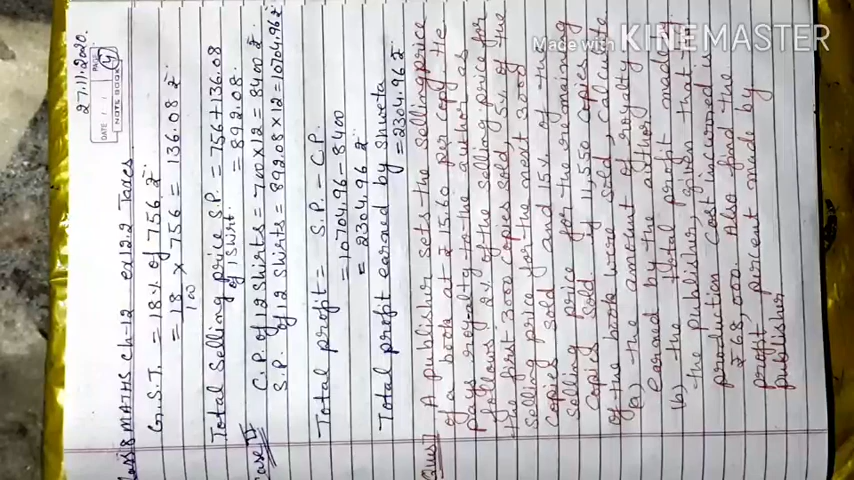 27.11.2020
DATE / /
PAGE 4
NOTE BOOK
Class 8 MATHS Ch-12 ex 12.2 Taxes
G.S.T. = 18% of 756 ₹
= 18/100 × 756 = 136.08 ₹
Total Selling price S.P. = 756 + 136.08
of 1 Shirt. = 892.08
Case II C.P. of 12 Shirts = 700 × 12 = 8400 ₹
S.P. of 12 Shirts = 892.08 × 12 = 10704.96 ₹
Total profit = S.P. - C.P.
= 10704.96 - 8400
= 2304.96 ₹
Total profit earned by Shweta
= 2304.96 ₹
Ques A publisher sets the selling price
of a book at ₹ 15.60 per copy. He
pays royalty to the author as
follows 2% of the selling price for
the first 3000 copies sold, 5% of the
selling price for the next 3000
copies sold and 15% of the
selling price for the remaining
copies sold. If 11,550 copies
of the book were sold, calculate
a) the amount of royalty
earned by the author
b) the total profit made by
the publisher, given that the
production cost incurred is
₹ 68,000. Also find the
profit percent made by
publisher
Made with KINEMASTER